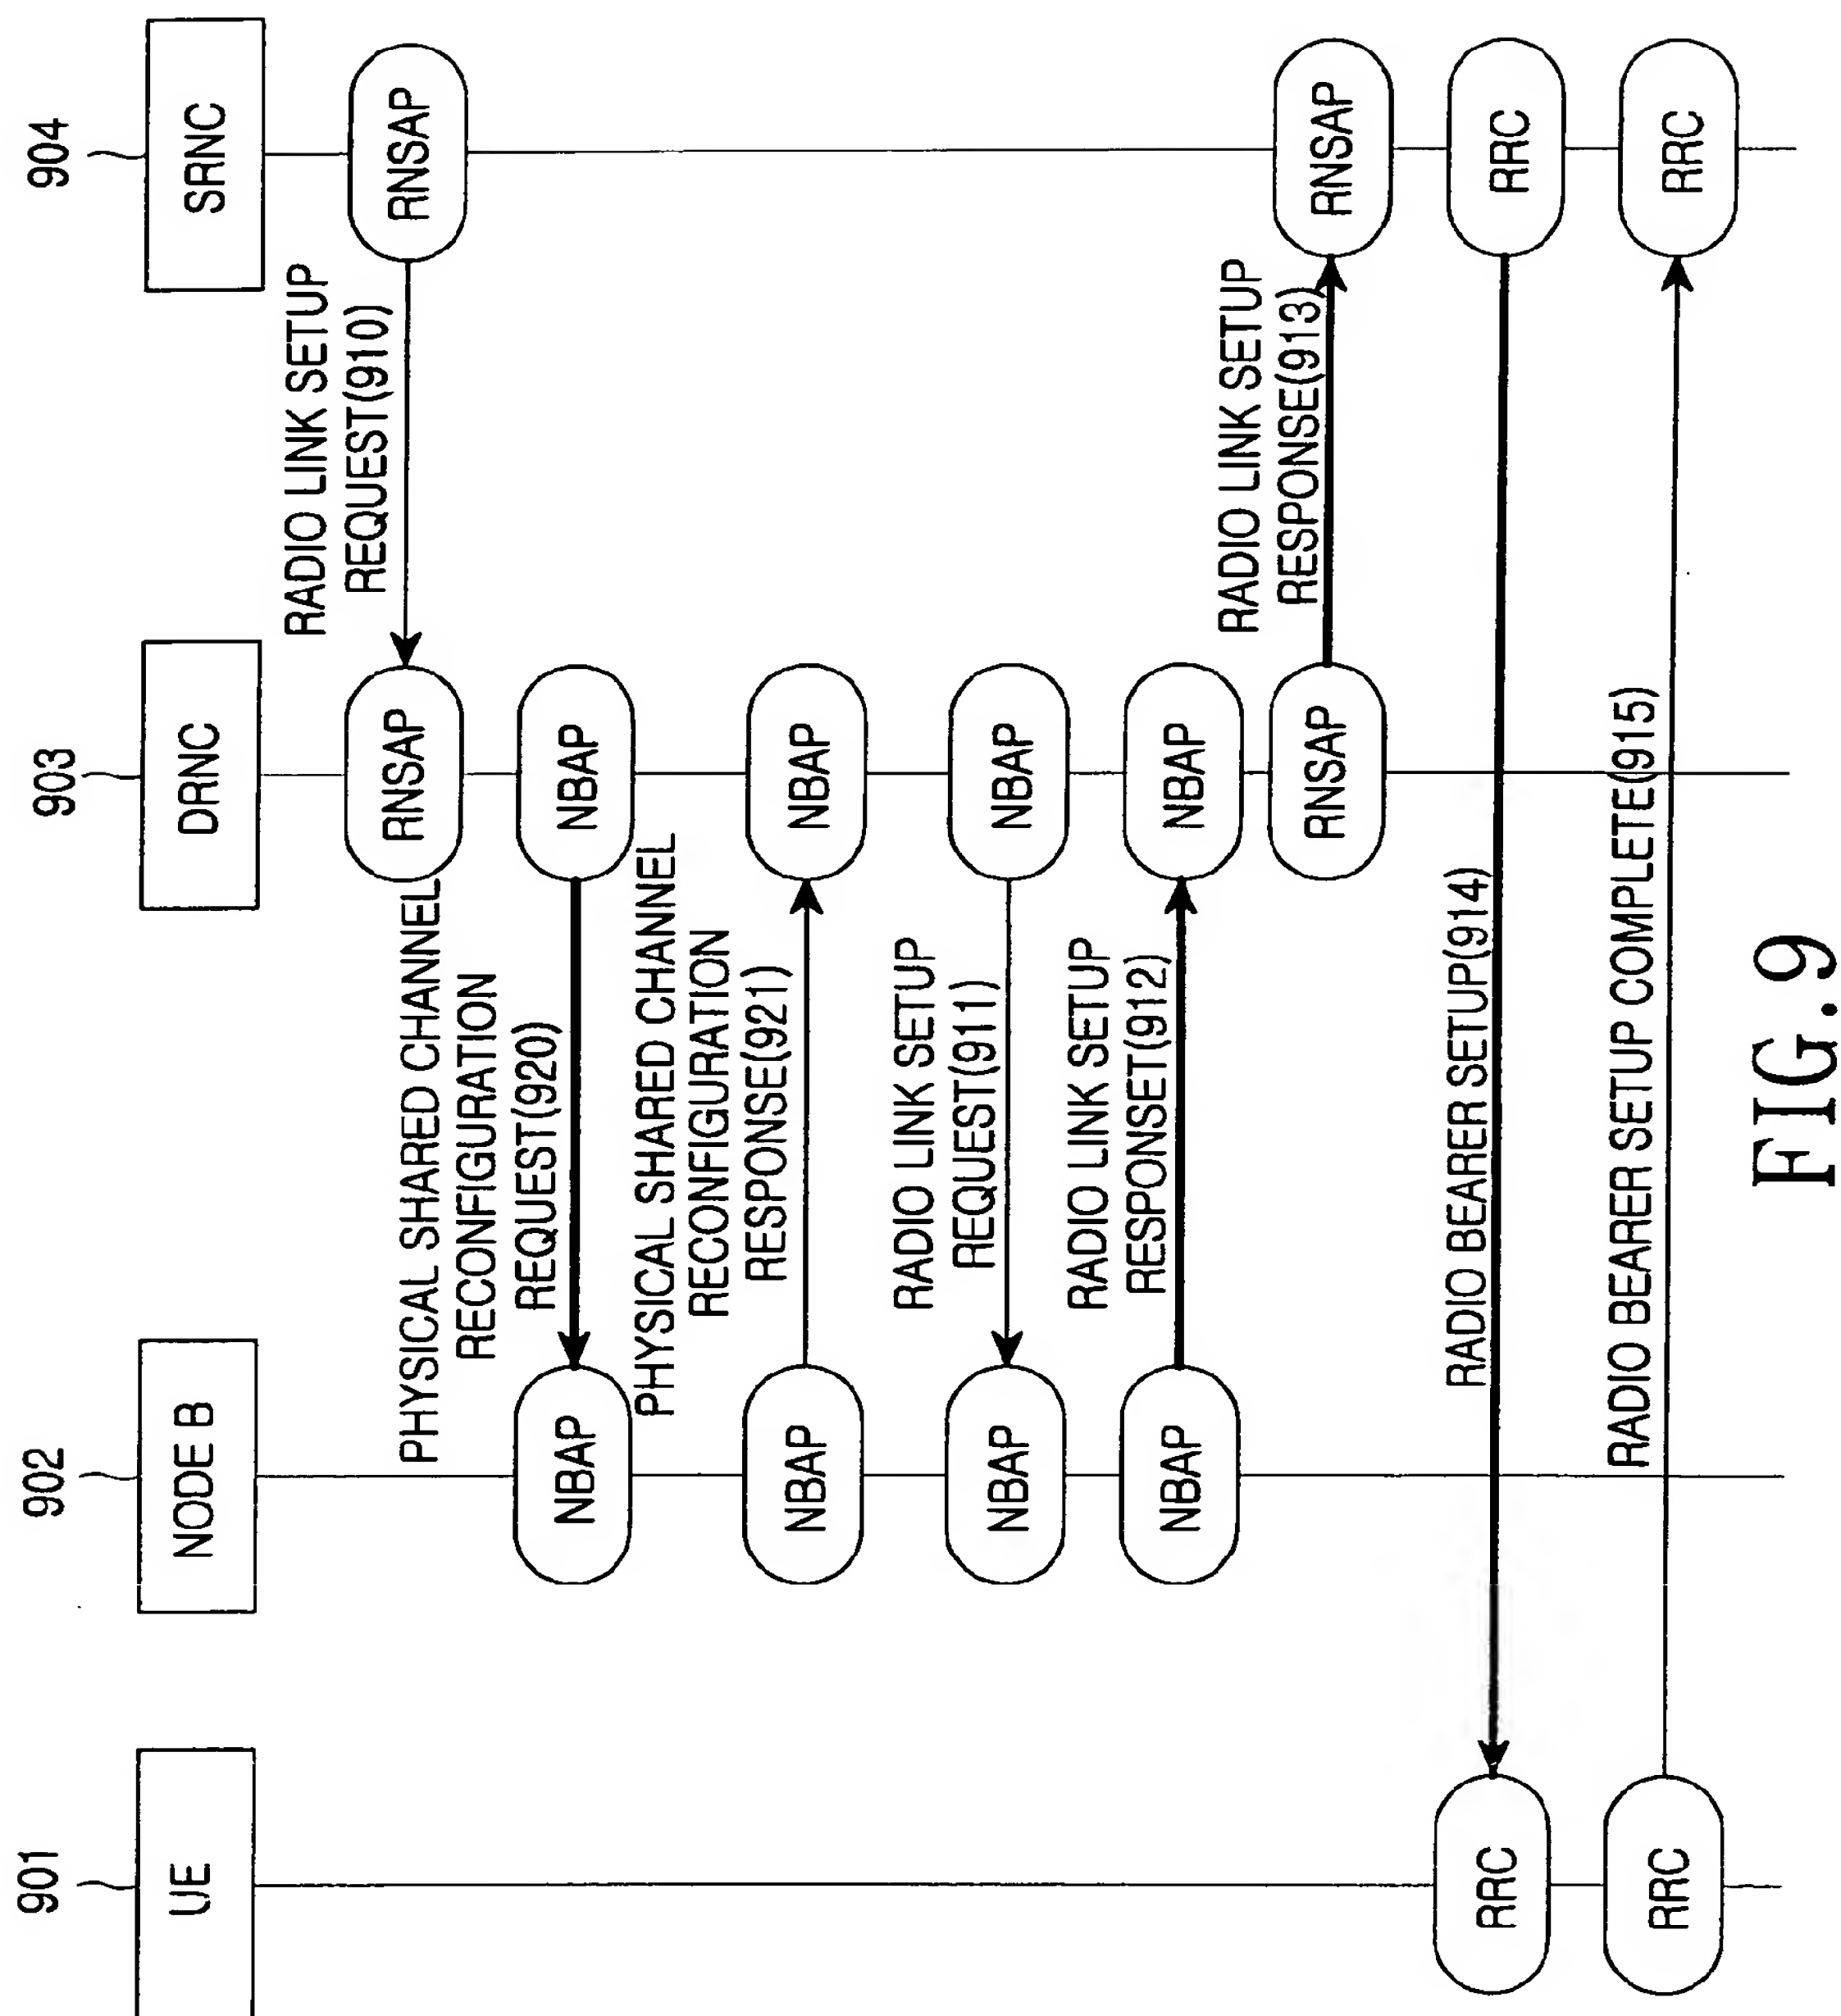 901
902
903
904
UE
NODE B
DRNC
SRNC
RADIO LINK SETUP
REQUEST(910)
RNSAP
RNSAP
PHYSICAL SHARED CHANNEL
RECONFIGURATION
REQUEST(920)
NBAP
NBAP
PHYSICAL SHARED CHANNEL
RECONFIGURATION
RESPONSE(921)
NBAP
NBAP
RADIO LINK SETUP
REQUEST(911)
NBAP
NBAP
RADIO LINK SETUP
RESPONSET(912)
NBAP
NBAP
RADIO LINK SETUP
RESPONSE(913)
RNSAP
RNSAP
RADIO BEARER SETUP(914)
RRC
RRC
RADIO BEARER SETUP COMPLETE(915)
RRC
RRC
FIG.9